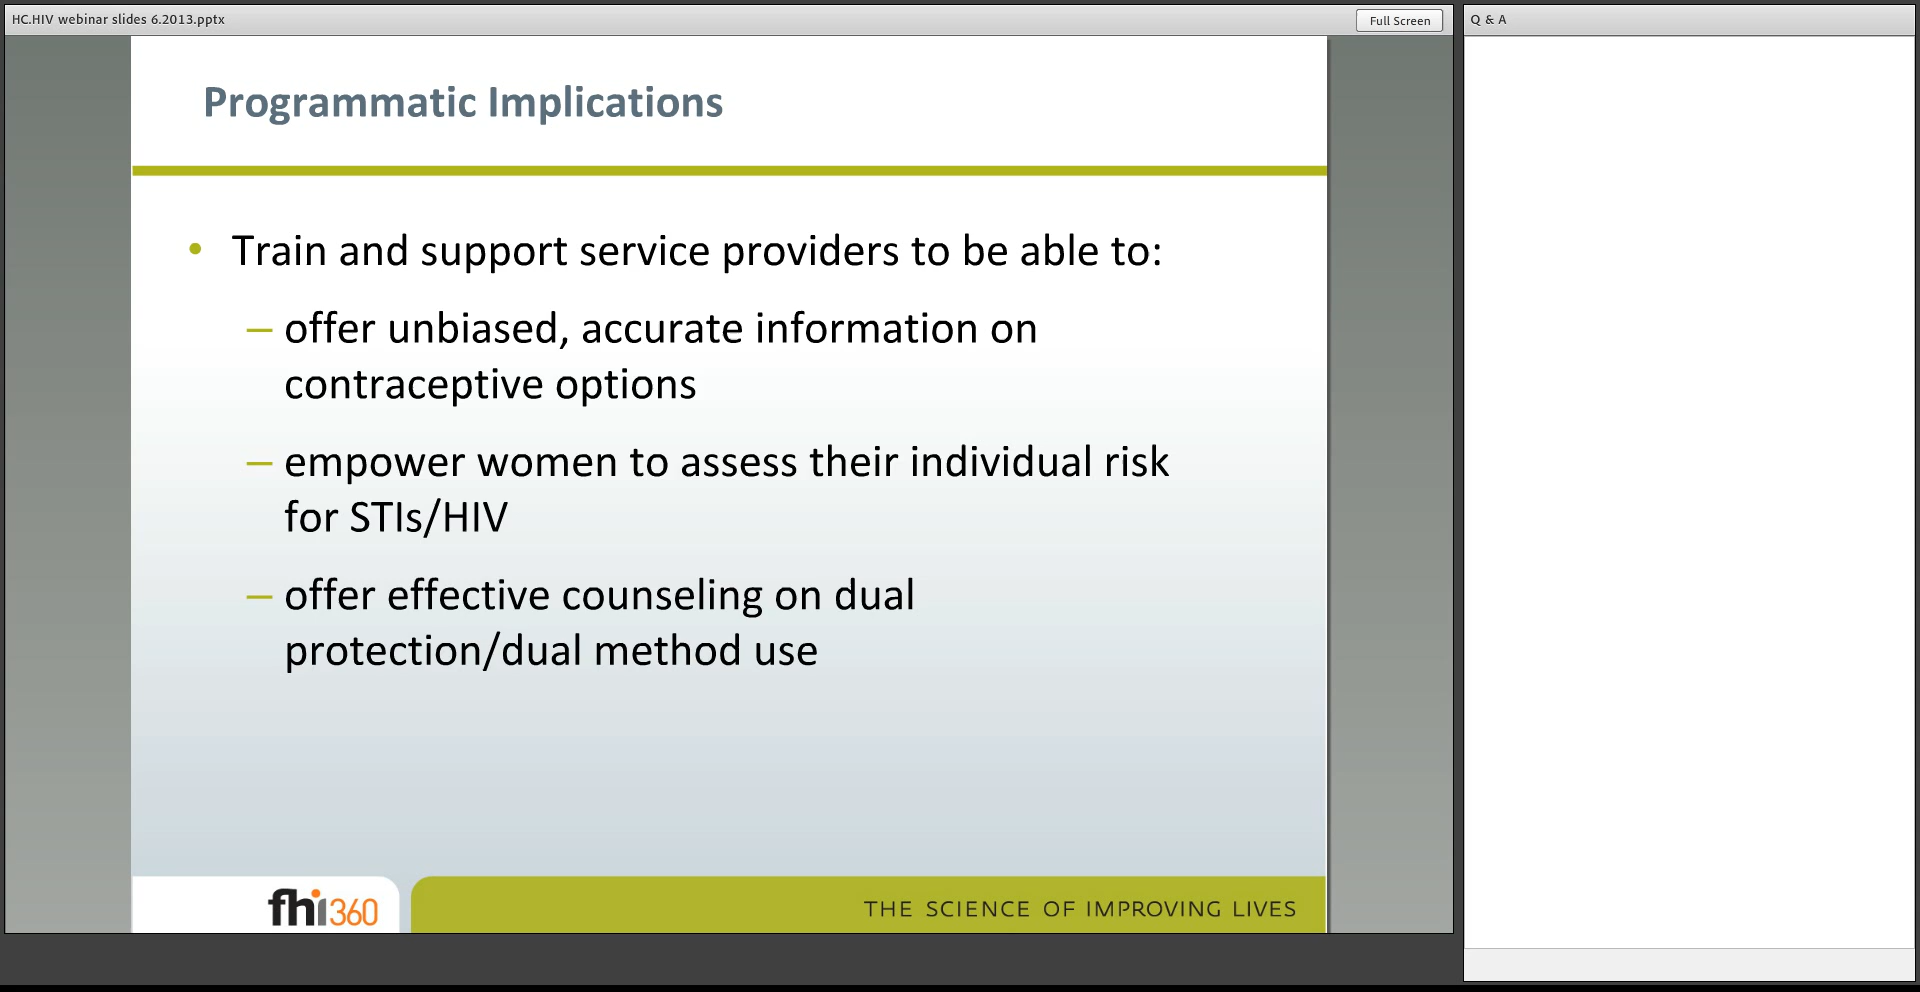 HC.HIV webinar slides 6.2013.pptx
Full Screen
Q & A
Programmatic Implications
• Train and support service providers to be able to:
– offer unbiased, accurate information on
contraceptive options
– empower women to assess their individual risk
for STIs/HIV
– offer effective counseling on dual
protection/dual method use
fhi360
THE SCIENCE OF IMPROVING LIVES